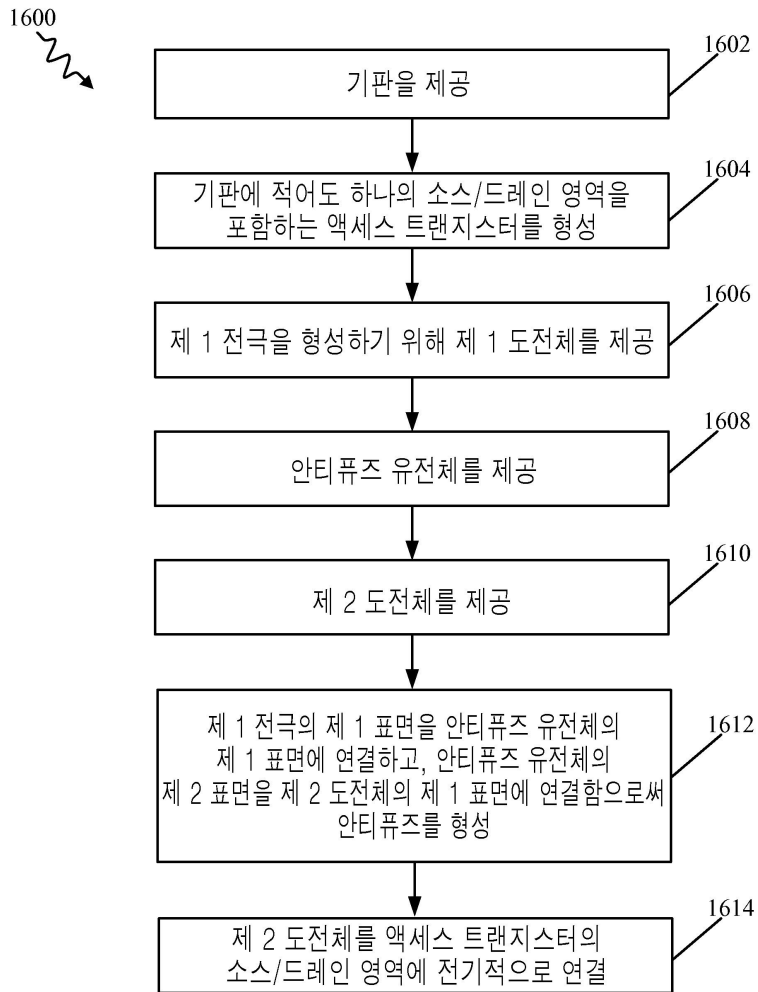 1600
1602
기판을 제공
1604
기판에 적어도 하나의 소스/드레인 영역을
포함하는 액세스 트랜지스터를 형성
1606
제 1 전극을 형성하기 위해 제 1 도전체를 제공
1608
안티퓨즈 유전체를 제공
1610
제 2 도전체를 제공
1612
제 1 전극의 제 1 표면을 안티퓨즈 유전체의
제 1 표면에 연결하고, 안티퓨즈 유전체의
제 2 표면을 제 2 도전체의 제 1 표면에 연결함으로써
안티퓨즈를 형성
1614
제 2 도전체를 액세스 트랜지스터의
소스/드레인 영역에 전기적으로 연결